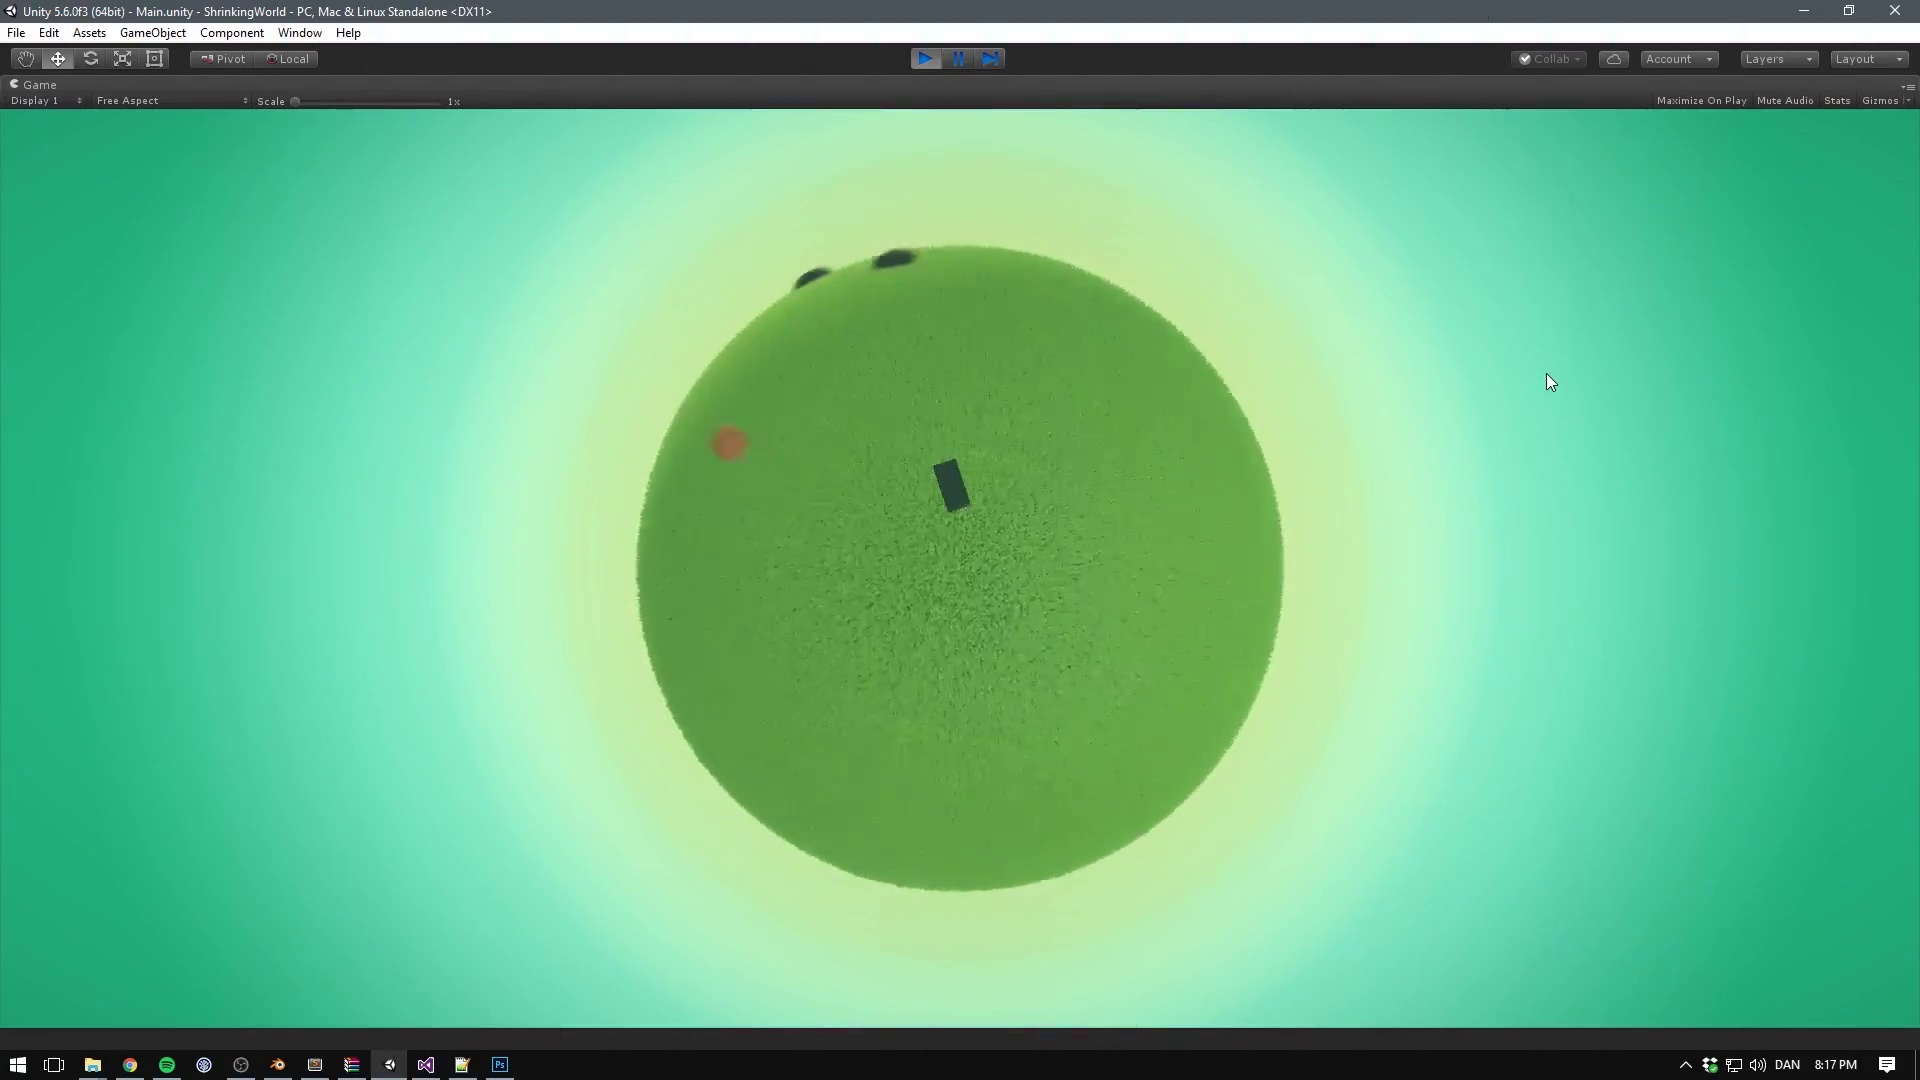 Unity 5.6.0f3 (64bit) - Main.unity - ShrinkingWorld - PC, Mac & Linux Standalone <DX11>
File Edit Assets GameObject Component Window Help
Pivot Local Collab Account Layers Layout
Game
Display 1 Free Aspect Scale 1x Maximize On Play Mute Audio Stats Gizmos
Ps DAN 8:17 PM